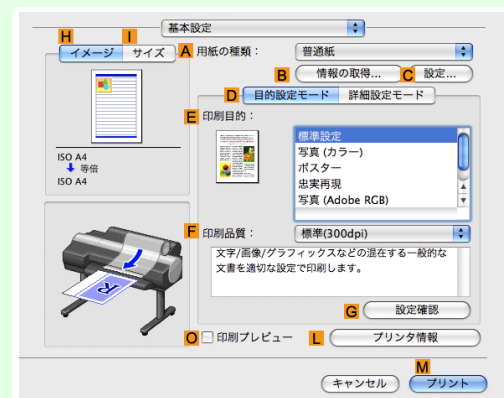 基本設定
H I
イメージ サイズ
A 用紙の種類： 普通紙
B 情報の取得... C 設定...
D 目的設定モード 詳細設定モード
E 印刷目的：
標準設定
写真 (カラー)
ポスター
忠実再現
写真 (Adobe RGB)
ISO A4
等倍
ISO A4
F 印刷品質： 標準(300dpi)
文字/画像/グラフィックスなどの混在する一般的な
文書を適切な設定で印刷します。
G 設定確認
O 印刷プレビュー L プリンタ情報
M
キャンセル プリント